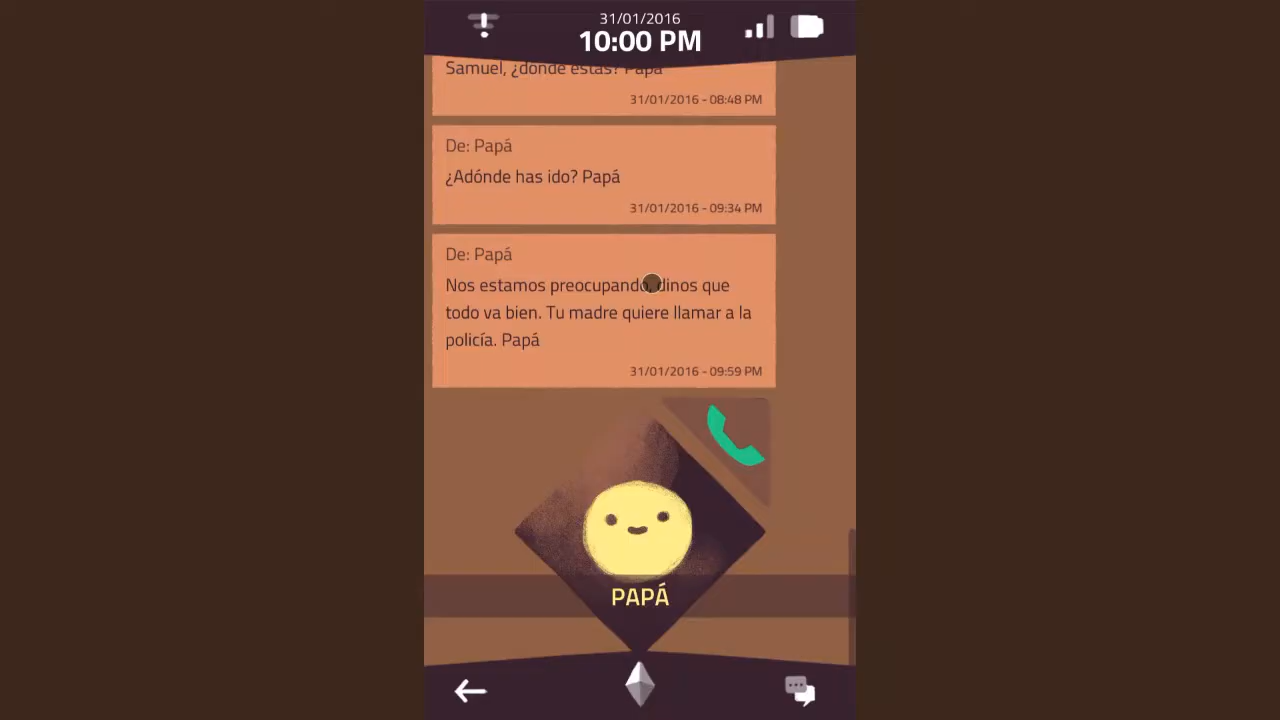 31/01/2016
10:00 PM
Samuel, ¿dónde estás? Papá
31/01/2016 - 08:48 PM
De: Papá
¿Adónde has ido? Papá
31/01/2016 - 09:34 PM
De: Papá
Nos estamos preocupando, dinos que
todo va bien. Tu madre quiere llamar a la
policía. Papá
31/01/2016 - 09:59 PM
PAPÁ